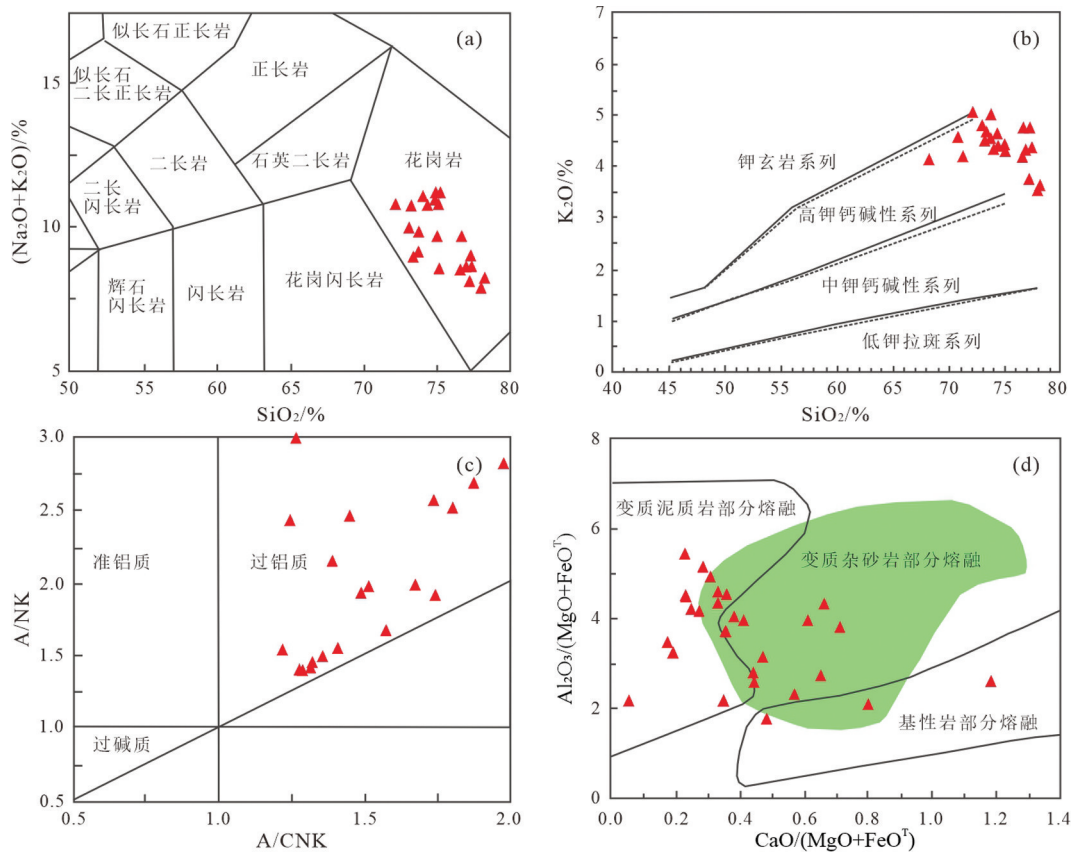 (a)
似长石正长岩
似长石
二长正长岩
正长岩
二长岩
石英二长岩
花岗岩
二长
闪长岩
辉石
闪长岩
闪长岩
花岗闪长岩
15
10
5
50
55
60
65
70
75
80
(Na₂O+K₂O)/%
SiO₂/%
(b)
钾玄岩系列
高钾钙碱性系列
中钾钙碱性系列
低钾拉斑系列
7
6
5
4
3
2
1
0
40
45
50
55
60
65
70
75
80
K₂O/%
SiO₂/%
(c)
准铝质
过铝质
过碱质
3.0
2.5
2.0
1.5
1.0
0.5
0.5
1.0
1.5
2.0
A/NK
A/CNK
(d)
变质泥质岩部分熔融
变质杂砂岩部分熔融
基性岩部分熔融
8
6
4
2
0
0
0.2
0.4
0.6
0.8
1.0
1.2
1.4
Al₂O₃/(MgO+FeOᵀ)
CaO/(MgO+FeOᵀ)